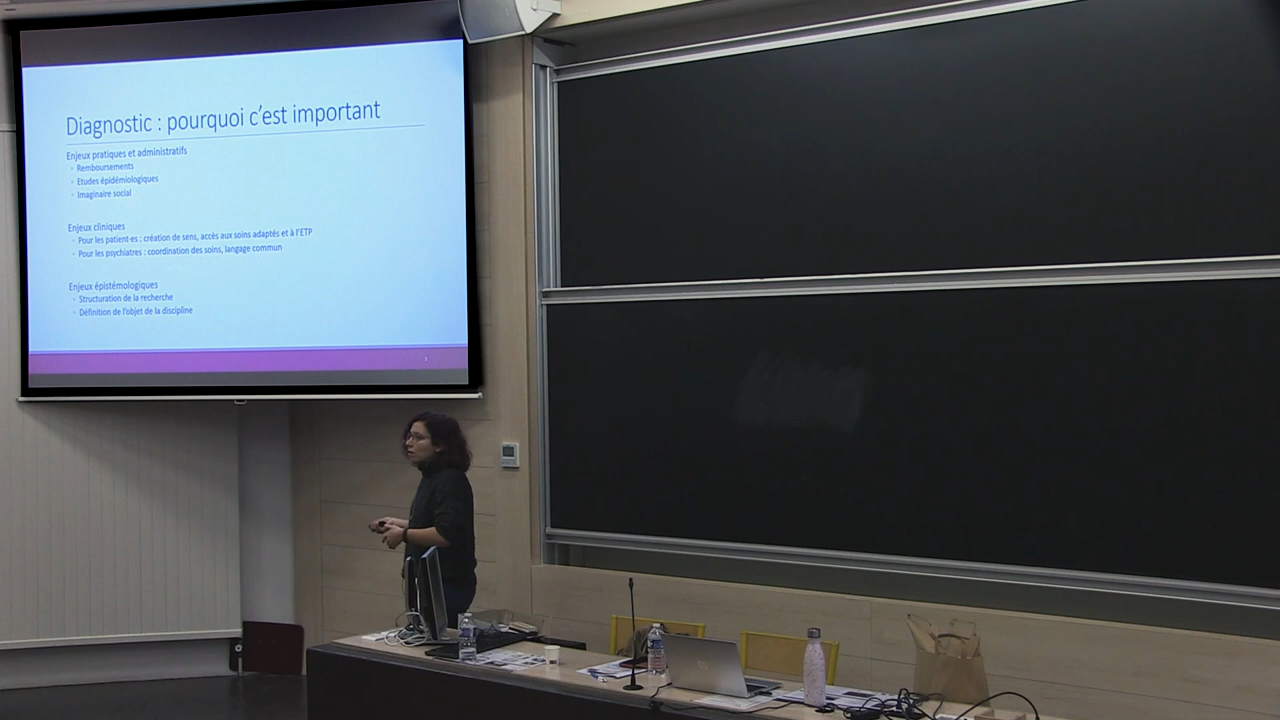 Diagnostic : pourquoi c'est important
Enjeux pratiques et administratifs
◦ Remboursements
◦ Etudes épidémiologiques
◦ Imaginaire social
Enjeux cliniques
◦ Pour les patient·es : création de sens, accès aux soins adaptés et à l'ETP
◦ Pour les psychiatres : coordination des soins, langage commun
Enjeux épistémologiques
◦ Structuration de la recherche
◦ Définition de l'objet de la discipline